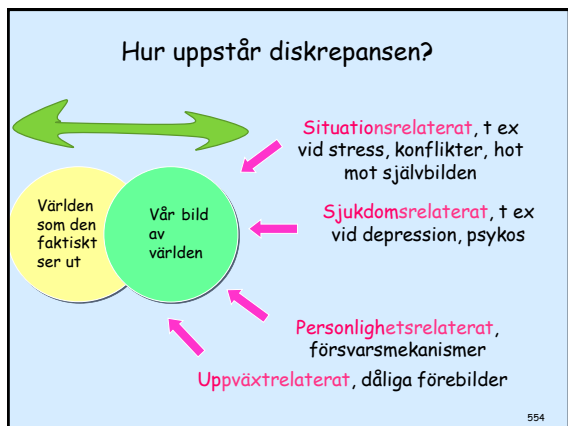 Hur uppstår diskrepansen?
Situationsrelaterat, t ex
vid stress, konflikter, hot
mot självbilden
Världen
som den
faktiskt
ser ut
Vår bild
av
världen
Sjukdomsrelaterat, t ex
vid depression, psykos
Personlighetsrelaterat,
försvarsmekanismer
Uppväxtrelaterat, dåliga förebilder
554